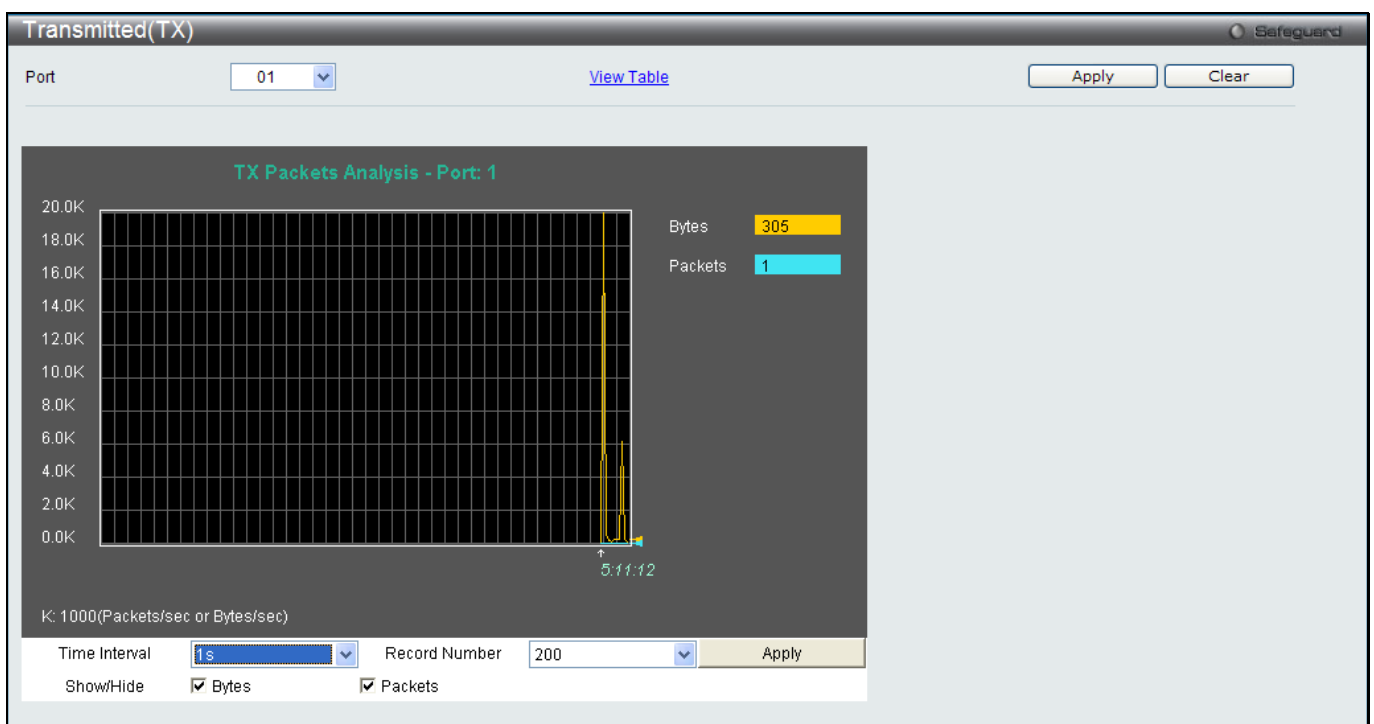 Transmitted(TX)
Safeguard
Port 01 View Table Apply Clear
TX Packets Analysis - Port: 1
20.0K
18.0K
16.0K
14.0K
12.0K
10.0K
8.0K
6.0K
4.0K
2.0K
0.0K
Bytes 305
Packets 1
5:11:12
K: 1000(Packets/sec or Bytes/sec)
Time Interval 1s Record Number 200 Apply
Show/Hide Bytes Packets